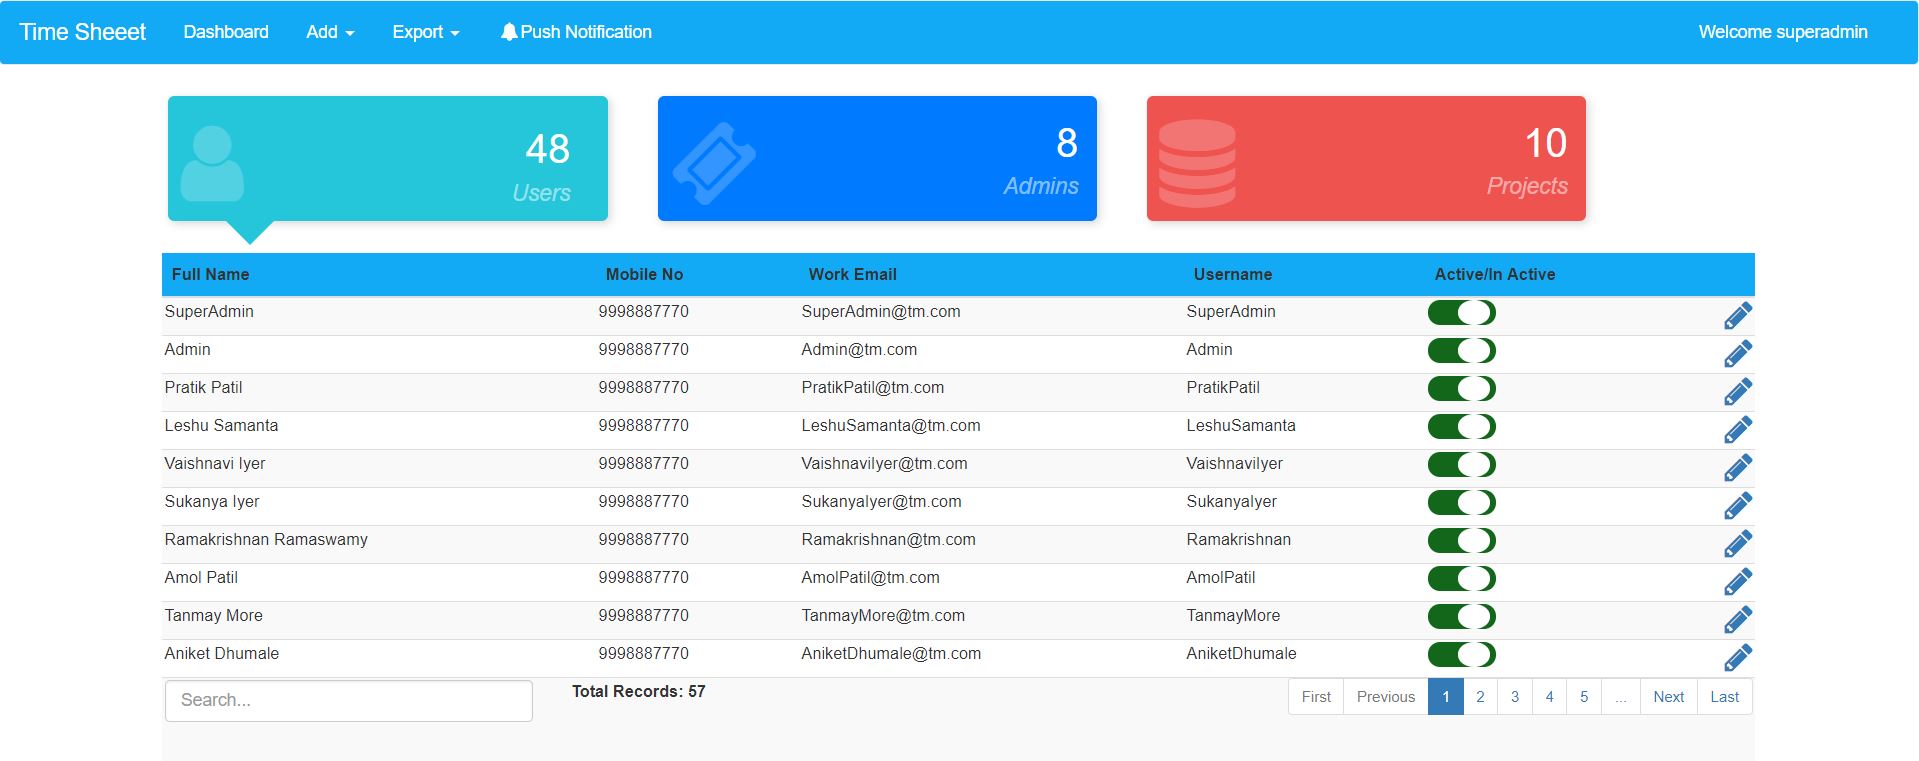 Time Sheeet Dashboard Add Export Push Notification Welcome superadmin
48 8 10
Users Admins Projects
Full Name Mobile No Work Email Username Active/In Active
SuperAdmin 9998887770 SuperAdmin@tm.com SuperAdmin
Admin 9998887770 Admin@tm.com Admin
Pratik Patil 9998887770 PratikPatil@tm.com PratikPatil
Leshu Samanta 9998887770 LeshuSamanta@tm.com LeshuSamanta
Vaishnavi Iyer 9998887770 VaishnaviIyer@tm.com VaishnaviIyer
Sukanya Iyer 9998887770 SukanyaIyer@tm.com SukanyaIyer
Ramakrishnan Ramaswamy 9998887770 Ramakrishnan@tm.com Ramakrishnan
Amol Patil 9998887770 AmolPatil@tm.com AmolPatil
Tanmay More 9998887770 TanmayMore@tm.com TanmayMore
Aniket Dhumale 9998887770 AniketDhumale@tm.com AniketDhumale
Search... Total Records: 57 First Previous 1 2 3 4 5 ... Next Last